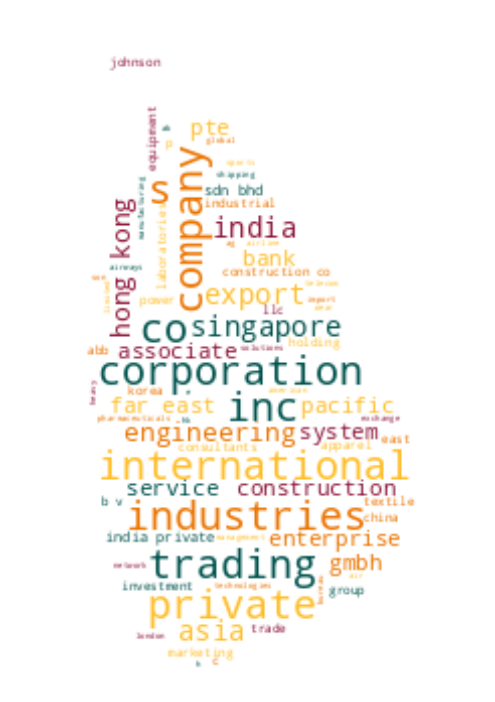 johnson
equipment
pte
p
global
sports
shipping
company
s
manufacturing
laboratories
sdn bhd
industrial
hong kong
india
airline
bank
airways
construction co
power
export
import
llc
co
singapore
holding
abb
associate
solutions
corporation
heavy
korea
far east
inc
pacific
pharmaceuticals
exchange
engineering
system
east
consultants
apparel
international
service
construction
b v
industries
textile
china
india private
management
enterprise
trading
gmbh
network
investment
technologies
group
private
bureau
asia
trade
london
marketing
c